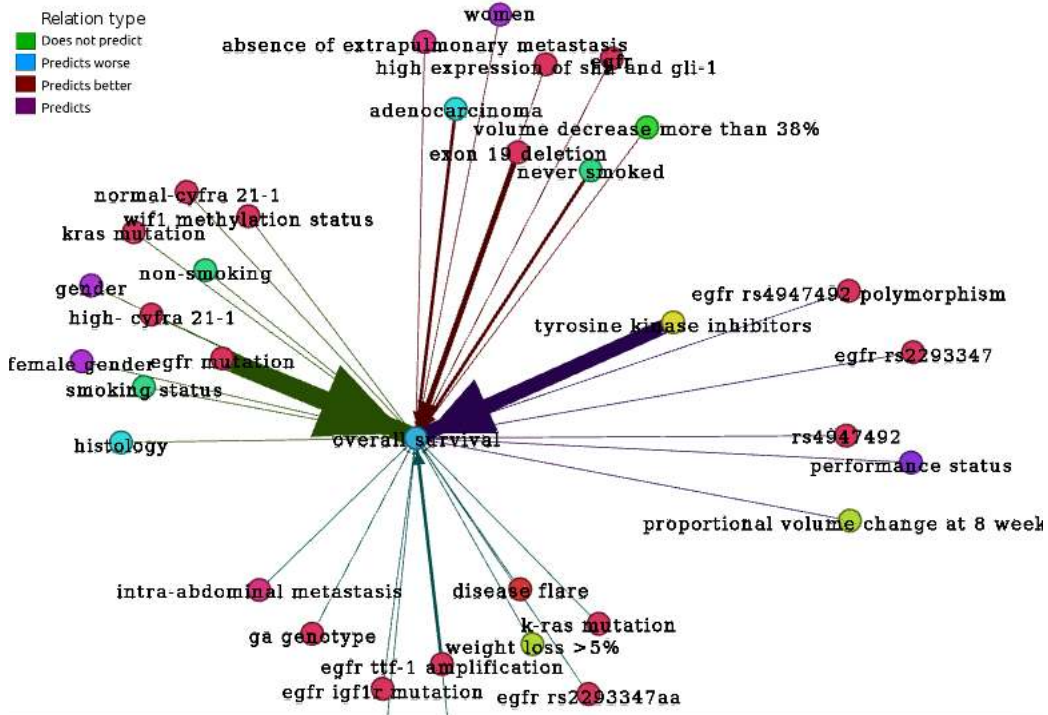 Relation type
Does not predict
Predicts worse
Predicts better
Predicts
women
absence of extrapulmonary metastasis
egfr
high expression of shh and gli-1
adenocarcinoma
volume decrease more than 38%
exon 19 deletion
never smoked
normal-cyfra 21-1
wif1 methylation status
kras mutation
non-smoking
gender
high- cyfra 21-1
egfr mutation
female gender
smoking status
histology
overall survival
tyrosine kinase inhibitors
egfr rs4947492 polymorphism
egfr rs2293347
rs4947492
performance status
proportional volume change at 8 week
intra-abdominal metastasis
disease flare
ga genotype
k-ras mutation
weight loss >5%
egfr ttf-1 amplification
egfr igf1r mutation
egfr rs2293347aa